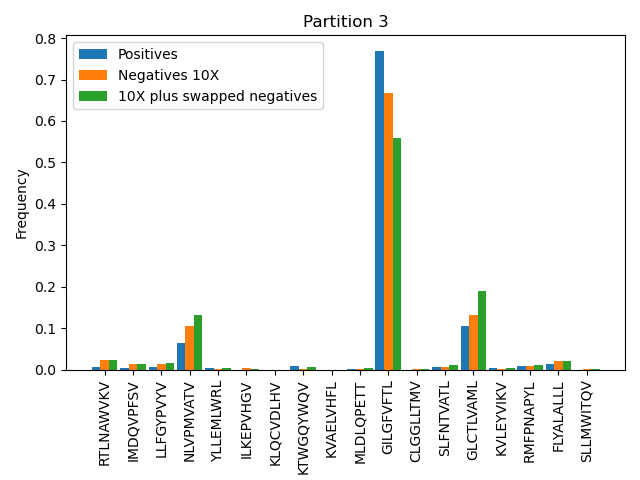 Partition 3
Positives
Negatives 10X
10X plus swapped negatives
Frequency
0.8
0.7
0.6
0.5
0.4
0.3
0.2
0.1
0.0
RTLNAWVKV
IMDQVPFSV
LLFGYPVYV
NLVPMVATV
YLLEMLWRL
ILKEPVHGV
KLQCVDLHV
KTWGQYWQV
KVAELVHFL
MLDLQPETT
GILGFVFTL
CLGGLLTMV
SLFNTVATL
GLCTLVAML
KVLEYVIKV
RMFPNAPYL
FLYALALLL
SLLMWITQV